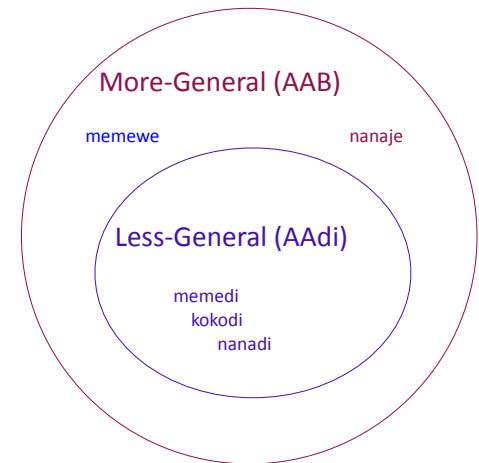 More-General (AAB)
memewe nanaje
Less-General (AAdi)
memedi
kokodi
nanadi